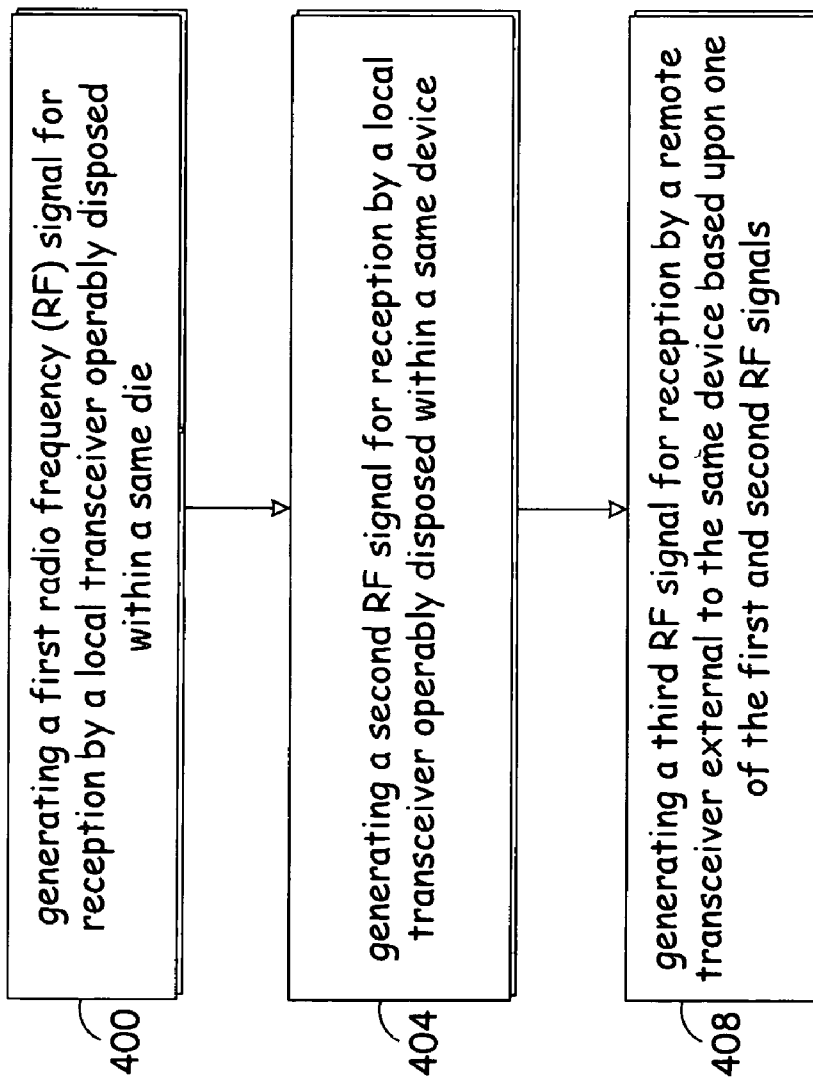 generating a first radio frequency (RF) signal for
reception by a local transceiver operably disposed
within a same die
400
generating a second RF signal for reception by a local
transceiver operably disposed within a same device
404
generating a third RF signal for reception by a remote
transceiver external to the same device based upon one
of the first and second RF signals
408